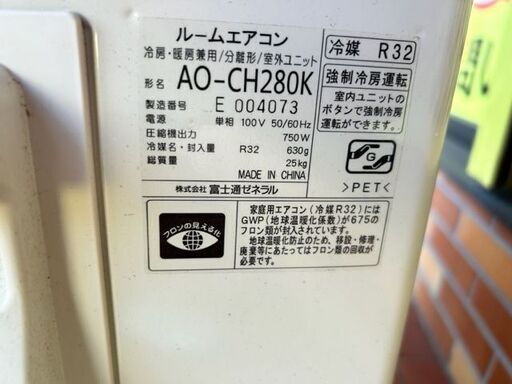 ルームエアコン
冷房・暖房兼用/分離形/室外ユニット
形名 AO-CH280K
製造番号 E 004073
電源 単相 100V 50/60Hz
圧縮機出力 750W
冷媒名・封入量 R32 630g
総質量 25kg
MADE IN CHINA
株式会社 富士通ゼネラル
冷媒 R32
強制冷房運転
室内ユニットの
ボタンで強制冷房
運転ができます。
G
>PET<
フロンの見える化
家庭用エアコン(冷媒R32)には
GWP(地球温暖化係数)が675の
フロン類が封入されています。
地球温暖化防止のため、移設・修理・
廃棄等にあたってはフロン類の回収が
必要です。